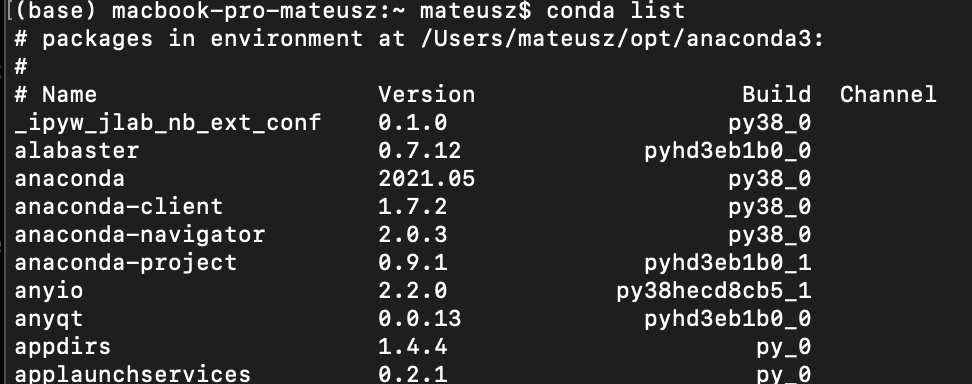 (base) macbook-pro-mateusz:~ mateusz$ conda list
# packages in environment at /Users/mateusz/opt/anaconda3:
#
# Name                    Version                   Build  Channel
_ipyw_jlab_nb_ext_conf    0.1.0                    py38_0
alabaster                 0.7.12             pyhd3eb1b0_0
anaconda                  2021.05                  py38_0
anaconda-client           1.7.2                    py38_0
anaconda-navigator        2.0.3                    py38_0
anaconda-project          0.9.1              pyhd3eb1b0_1
anyio                     2.2.0            py38hecd8cb5_1
anyqt                     0.0.13             pyhd3eb1b0_0
appdirs                   1.4.4                      py_0
applaunchservices         0.2.1                      py_0